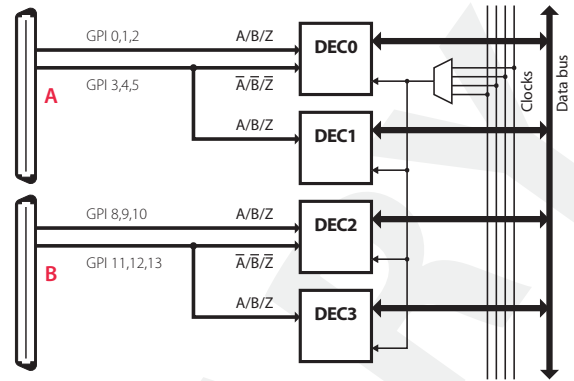 GPI 0,1,2 A/B/Z DEC0
GPI 3,4,5 A̅/B̅/Z̅
A
A/B/Z DEC1
Clocks
Data bus
GPI 8,9,10 A/B/Z DEC2
GPI 11,12,13 A̅/B̅/Z̅
B
A/B/Z DEC3